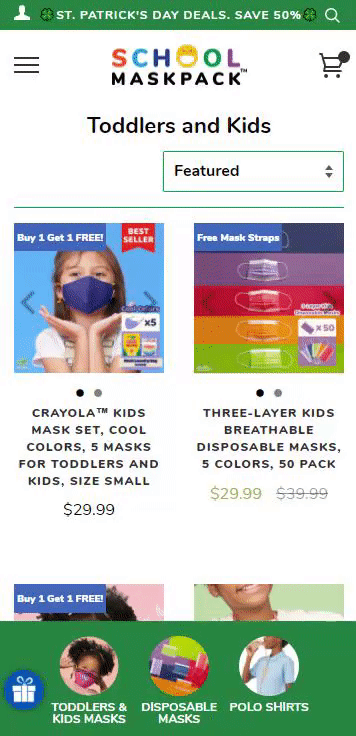 🍀ST. PATRICK'S DAY DEALS. SAVE 50%🍀
SCHOOL
MASKPACK™
Toddlers and Kids
Featured
Buy 1 Get 1 FREE!
BEST
SELLER
Cool Colors
x5
CRAYOLA™ KIDS
MASK SET, COOL
COLORS, 5 MASKS
FOR TODDLERS AND
KIDS, SIZE SMALL
$29.99
Free Mask Straps
x 50
THREE-LAYER KIDS
BREATHABLE
DISPOSABLE MASKS,
5 COLORS, 50 PACK
$29.99 $39.99
Buy 1 Get 1 FREE!
TODDLERS &
KIDS MASKS
DISPOSABLE
MASKS
POLO SHIRTS